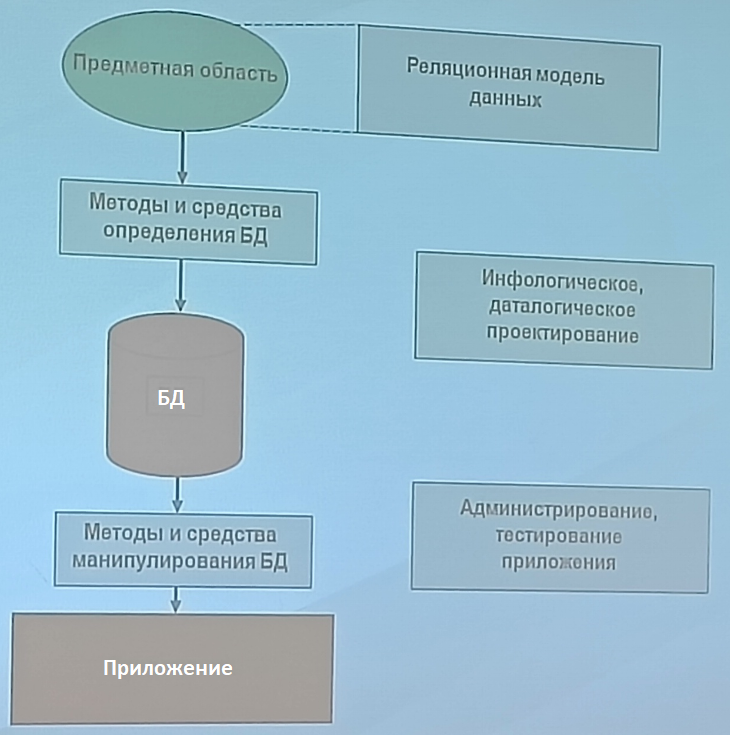 Предметная область
Реляционная модель
данных
Методы и средства
определения БД
Инфологическое,
даталогическое
проектирование
БД
Методы и средства
манипулирования БД
Администрирование,
тестирование
приложения
Приложение